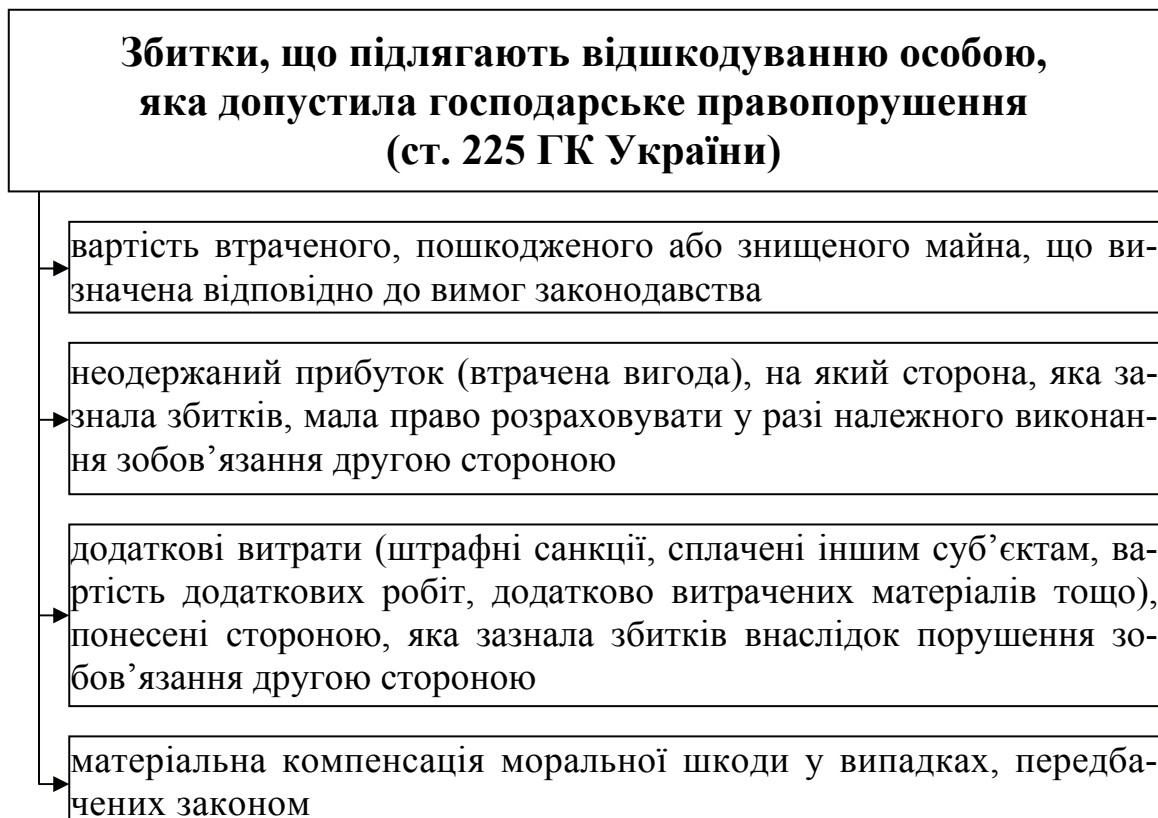 Збитки, що підлягають відшкодуванню особою,
яка допустила господарське правопорушення
(ст. 225 ГК України)
вартість втраченого, пошкодженого або знищеного майна, що ви-
значена відповідно до вимог законодавства
неодержаний прибуток (втрачена вигода), на який сторона, яка за-
знала збитків, мала право розраховувати у разі належного виконан-
ня зобов’язання другою стороною
додаткові витрати (штрафні санкції, сплачені іншим суб’єктам, ва-
ртість додаткових робіт, додатково витрачених матеріалів тощо),
понесені стороною, яка зазнала збитків внаслідок порушення зо-
бов’язання другою стороною
матеріальна компенсація моральної шкоди у випадках, передба-
чених законом